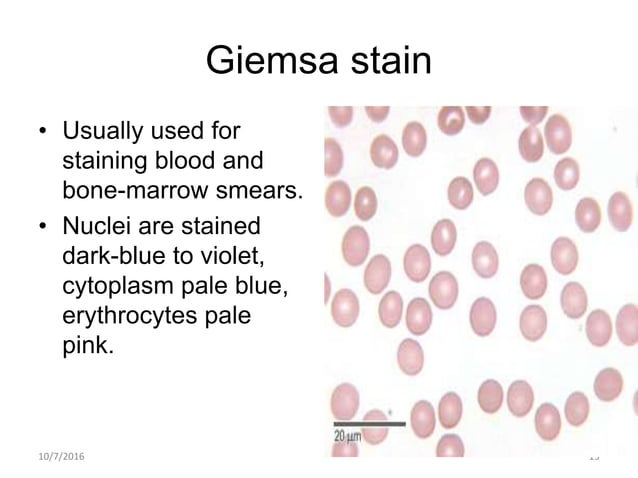 Giemsa stain
• Usually used for
staining blood and
bone-marrow smears.
• Nuclei are stained
dark-blue to violet,
cytoplasm pale blue,
erythrocytes pale
pink.
20 μm
10/7/2016